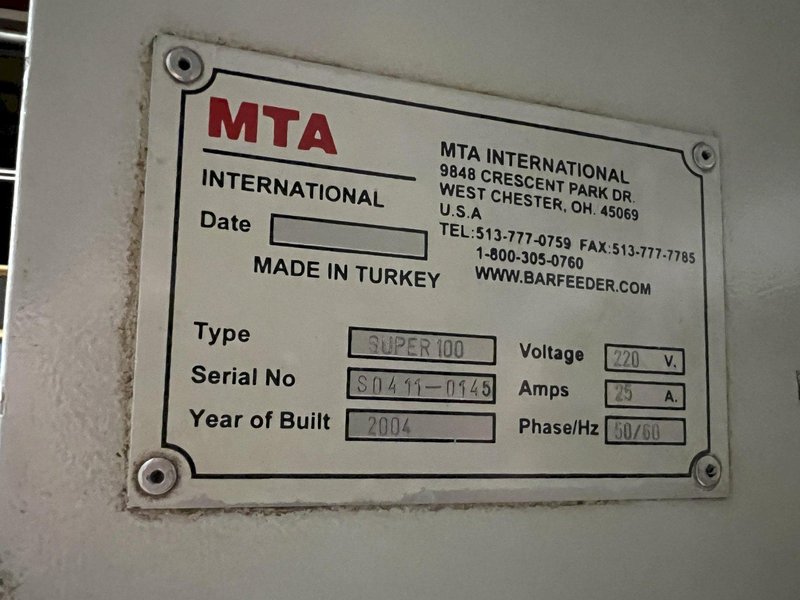 MTA
INTERNATIONAL
Date
MADE IN TURKEY
MTA INTERNATIONAL
9848 CRESCENT PARK DR.
WEST CHESTER, OH. 45069
U.S.A
TEL:513-777-0759 FAX:513-777-7785
1-800-305-0760
WWW.BARFEEDER.COM
Type SUPER 100
Serial No S0411-0145
Year of Built 2004
Voltage 220 V.
Amps 25 A.
Phase/Hz 50/60